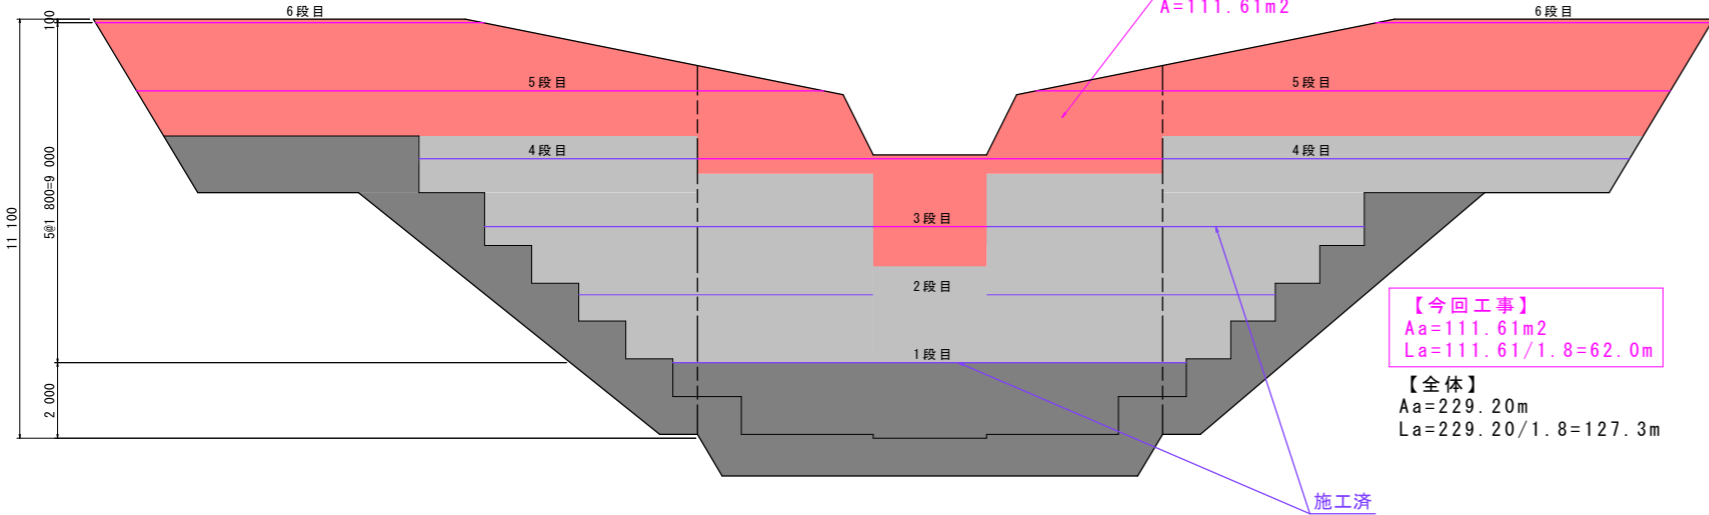 A=111.61m2
6段目
6段目
100
5段目
5段目
4段目
4段目
5@1 800=9 000
11 100
3段目
2段目
【今回工事】
Aa=111.61m2
La=111.61/1.8=62.0m
1段目
【全体】
Aa=229.20m
La=229.20/1.8=127.3m
2 000
施工済